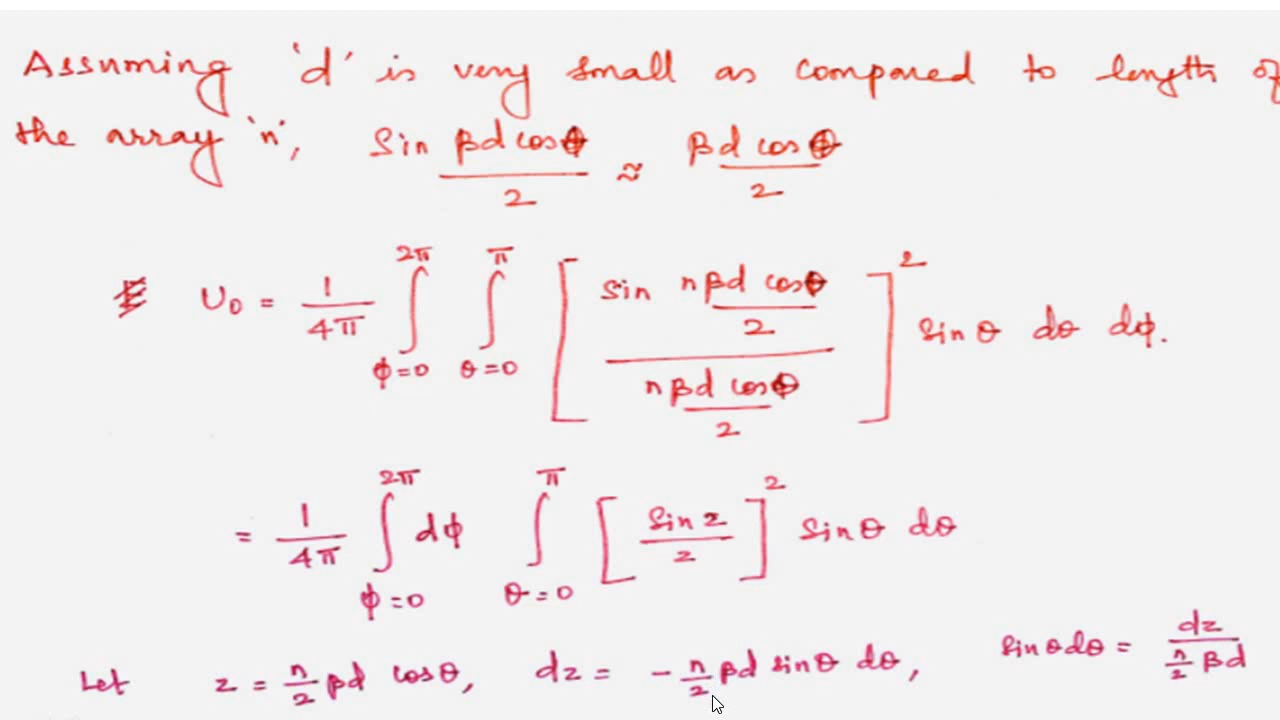 Assuming 'd' is very small as compared to length of
the array 'n', Sin βd cosθ/2 ≈ βd cosθ/2
U₀ = 1/4π ∫_{ϕ=0}^{2π} ∫_{θ=0}^{π} [ (sin nβd cosθ/2) / (nβd cosθ/2) ]² sinθ dθ dϕ.
= 1/4π ∫_{ϕ=0}^{2π} dϕ ∫_{θ=0}^{π} [ sin z / z ]² sinθ dθ
Let z = n/2 βd cosθ, dz = -n/2 βd sinθ dθ, sinθdθ = dz / (n/2 βd)